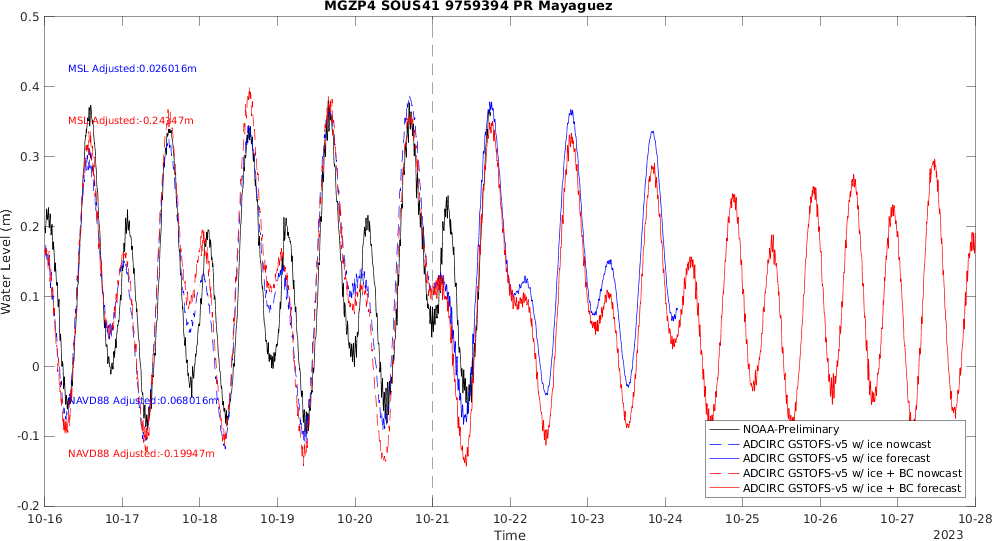 MGZP4 SOUS41 9759394 PR Mayaguez
Water Level (m)
0.5
0.4
0.3
0.2
0.1
0
-0.1
-0.2
MSL Adjusted:0.026016m
MSL Adjusted:-0.24347m
NAVD88 Adjusted:0.068016m
NAVD88 Adjusted:-0.19947m
NOAA-Preliminary
ADCIRC GSTOFS-v5 w/ ice nowcast
ADCIRC GSTOFS-v5 w/ ice forecast
ADCIRC GSTOFS-v5 w/ ice + BC nowcast
ADCIRC GSTOFS-v5 w/ ice + BC forecast
10-16 10-17 10-18 10-19 10-20 10-21 10-22 10-23 10-24 10-25 10-26 10-27 10-28
Time
2023